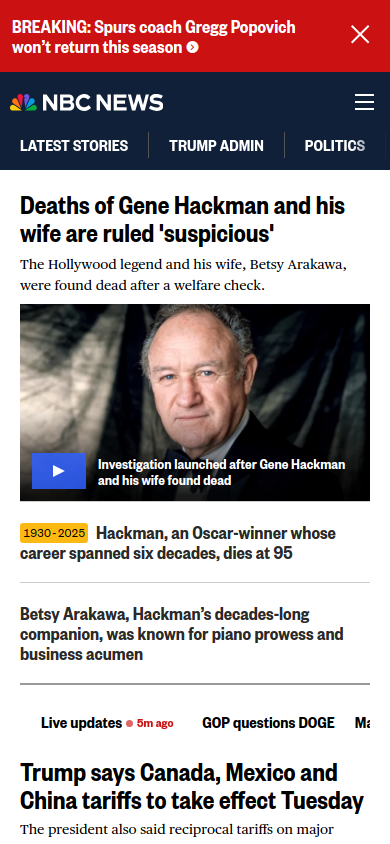 BREAKING: Spurs coach Gregg Popovich
won't return this season
NBC NEWS
LATEST STORIES
TRUMP ADMIN
POLITICS
Deaths of Gene Hackman and his
wife are ruled 'suspicious'
The Hollywood legend and his wife, Betsy Arakawa,
were found dead after a welfare check.
Investigation launched after Gene Hackman
and his wife found dead
1930-2025 Hackman, an Oscar-winner whose
career spanned six decades, dies at 95
Betsy Arakawa, Hackman’s decades-long
companion, was known for piano prowess and
business acumen
Live updates 5m ago GOP questions DOGE Ma
Trump says Canada, Mexico and
China tariffs to take effect Tuesday
The president also said reciprocal tariffs on major